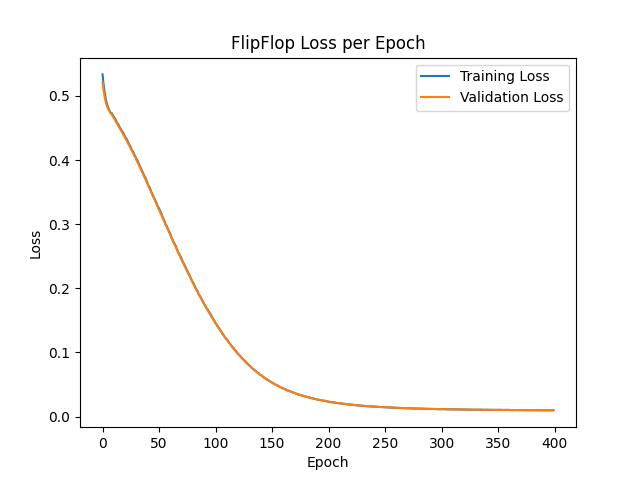 FlipFlop Loss per Epoch
Training Loss
Validation Loss
Loss
0.5
0.4
0.3
0.2
0.1
0.0
0 50 100 150 200 250 300 350 400
Epoch